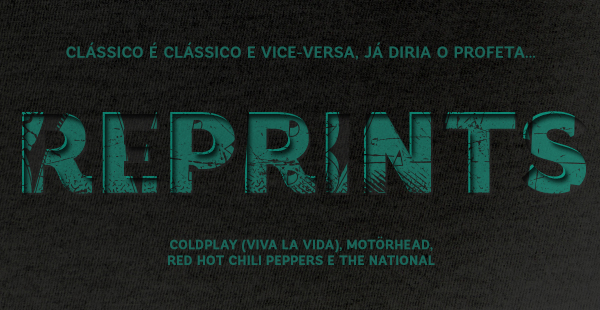 CLÁSSICO É CLÁSSICO E VICE-VERSA, JÁ DIRIA O PROFETA...
REPRINTS
COLDPLAY (VIVA LA VIDA), MOTÖRHEAD,
RED HOT CHILI PEPPERS E THE NATIONAL